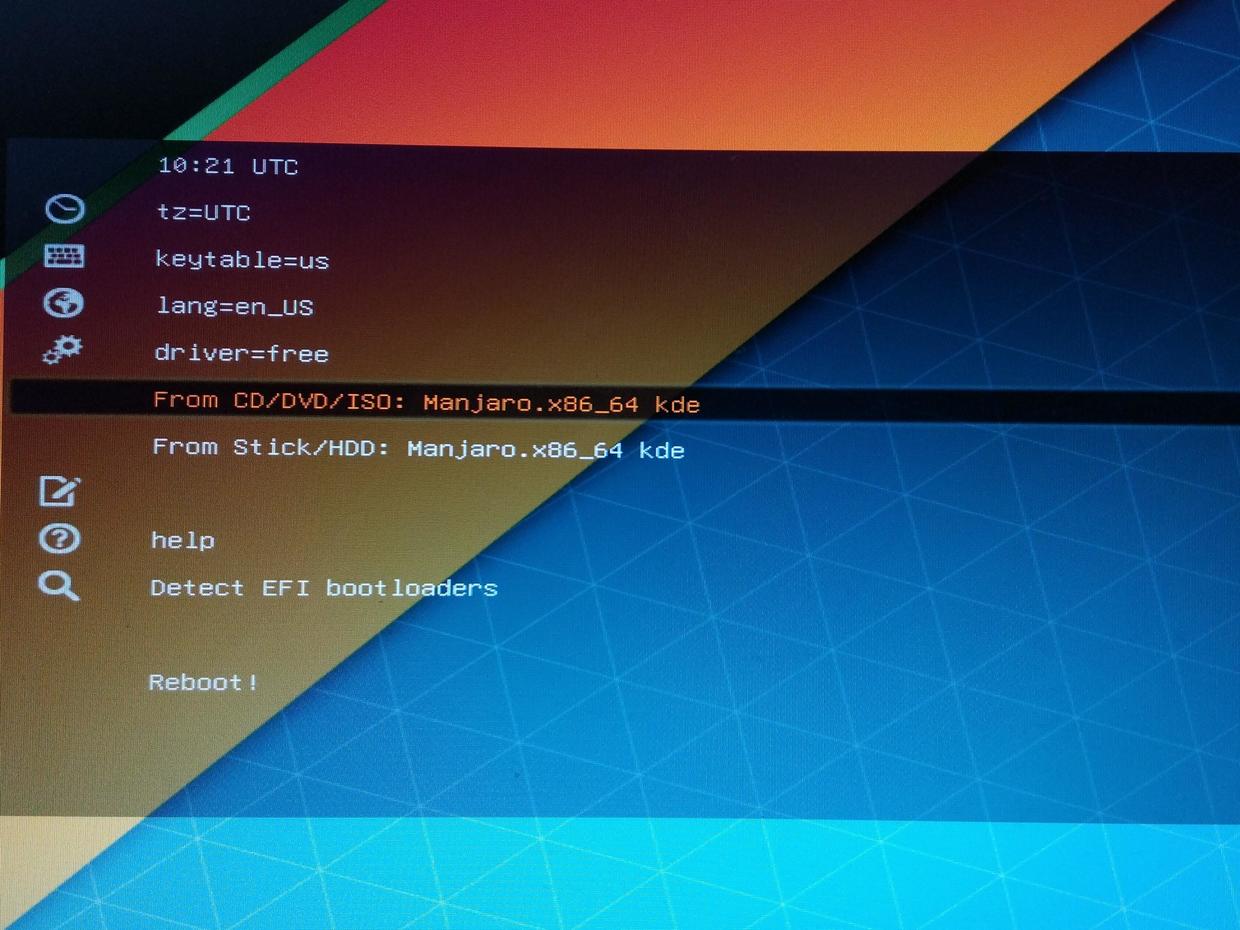 10:21 UTC
tz=UTC
keytable=us
lang=en_US
driver=free
From CD/DVD/ISO: Manjaro.x86_64 kde
From Stick/HDD: Manjaro.x86_64 kde
help
Detect EFI bootloaders
Reboot!